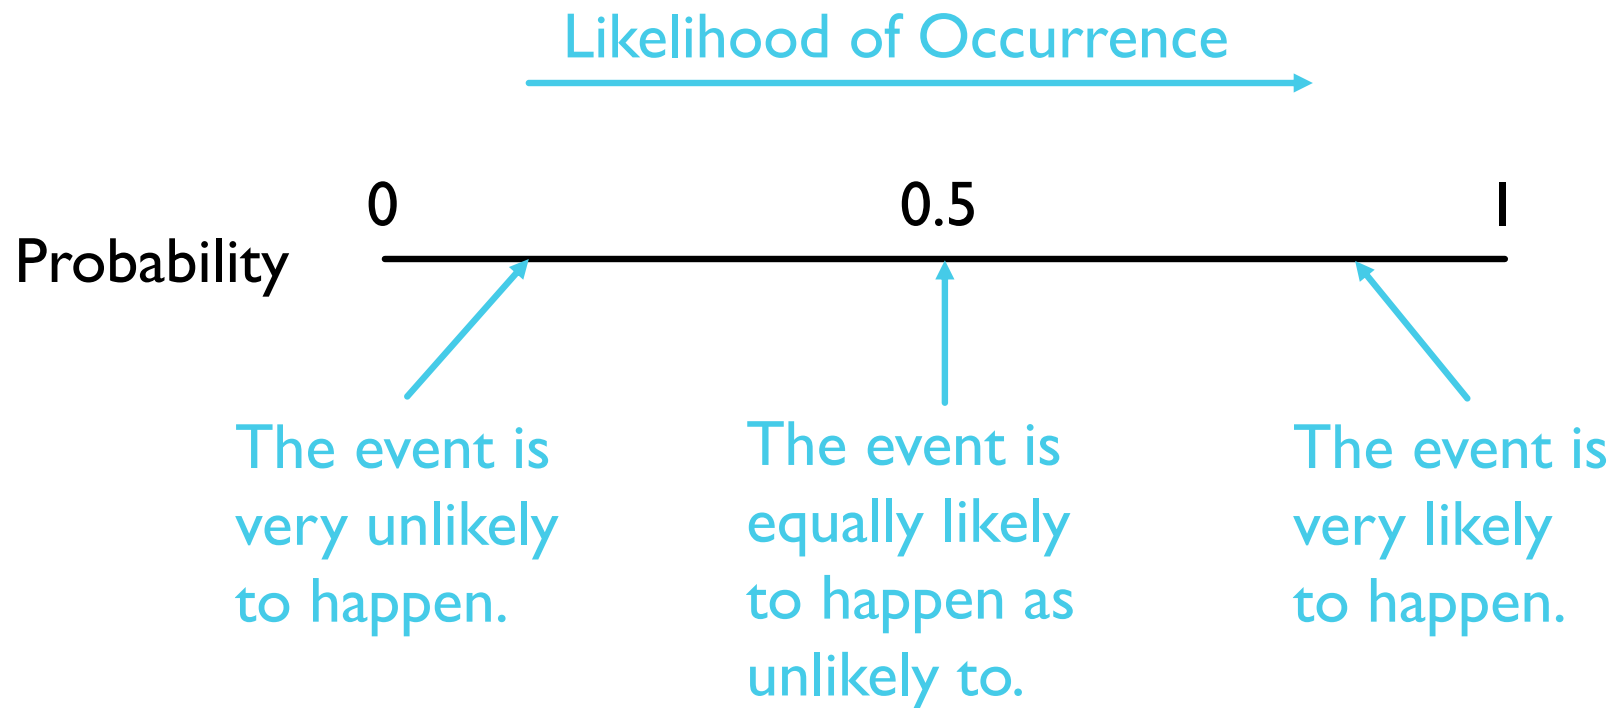 Likelihood of Occurrence
0 0.5 1
Probability
The event is
very unlikely
to happen.
The event is
equally likely
to happen as
unlikely to.
The event is
very likely
to happen.